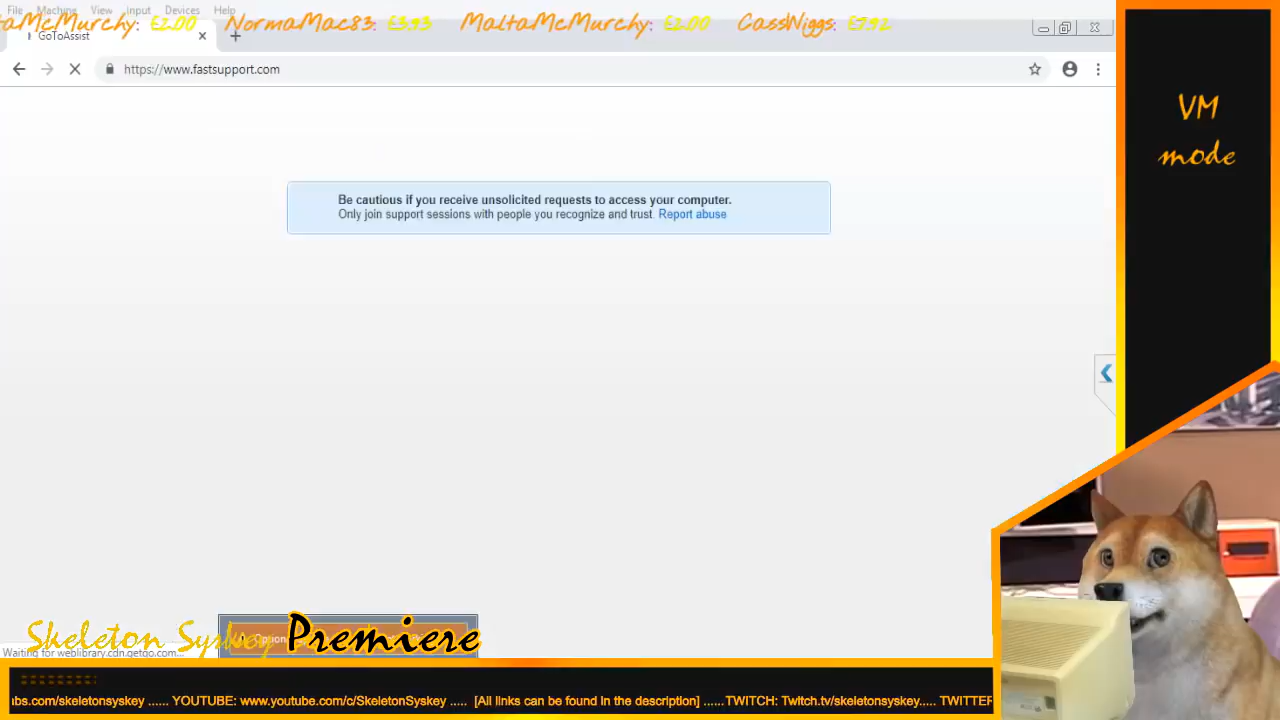 File Machine View Input Devices Help
McMurchy: £2.00 NormaMac83: £3.93 MaltaMcMurchy: £2.00 CassWiggs: £7.92
GoToAssist
https://www.fastsupport.com
VM
mode
Be cautious if you receive unsolicited requests to access your computer.
Only join support sessions with people you recognize and trust. Report abuse
Skeleton Syskey Premiere
Waiting for weblibrary.cdn.getgo.com...
ubs.com/skeletonsyskey ...... YOUTUBE: www.youtube.com/c/SkeletonSyskey ..... [All links can be found in the description] ......TWITCH: Twitch.tv/skeletonsyskey..... TWITTER